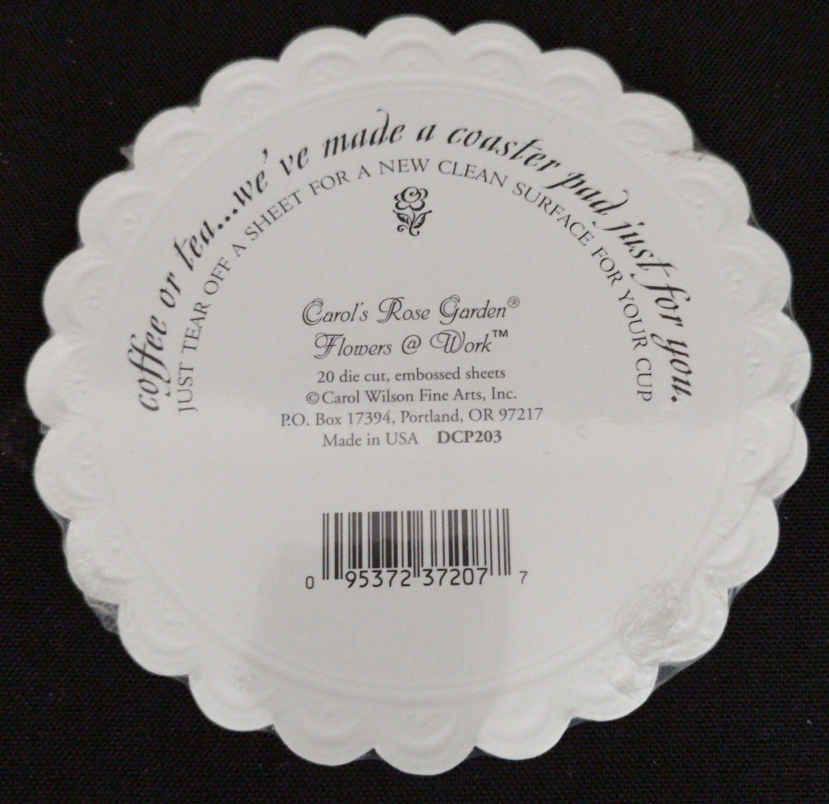 coffee or tea...we've made a coaster pad just for you.
JUST TEAR OFF A SHEET FOR A NEW CLEAN SURFACE FOR YOUR CUP
Carol's Rose Garden®
Flowers @ Work™
20 die cut, embossed sheets
© Carol Wilson Fine Arts, Inc.
P.O. Box 17394, Portland, OR 97217
Made in USA DCP203
0 95372 37207 7